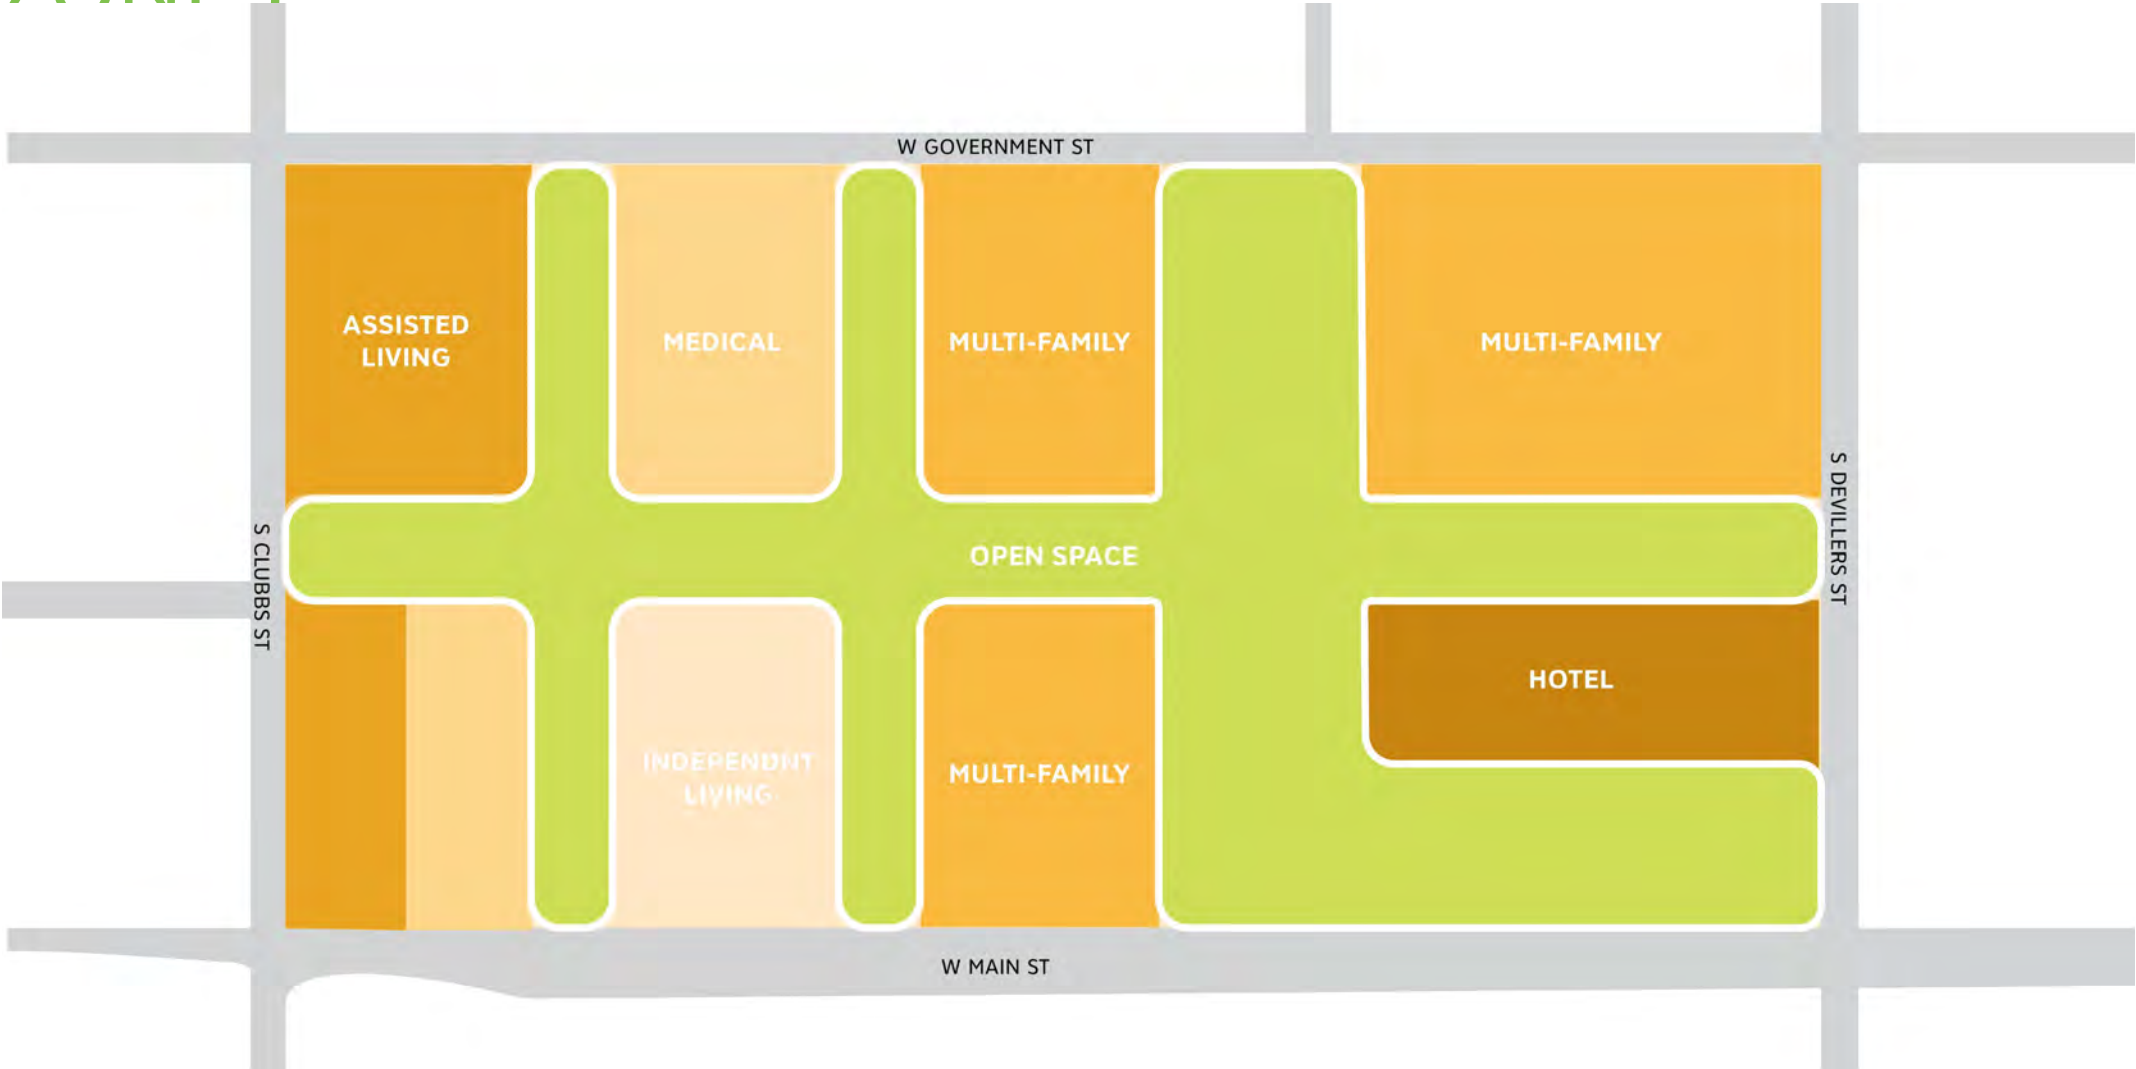 W GOVERNMENT ST
ASSISTED
LIVING
MEDICAL
MULTI-FAMILY
MULTI-FAMILY
S CLUBBS ST
OPEN SPACE
S DEVILLERS ST
HOTEL
INDEPENDNT
LIVING
MULTI-FAMILY
W MAIN ST